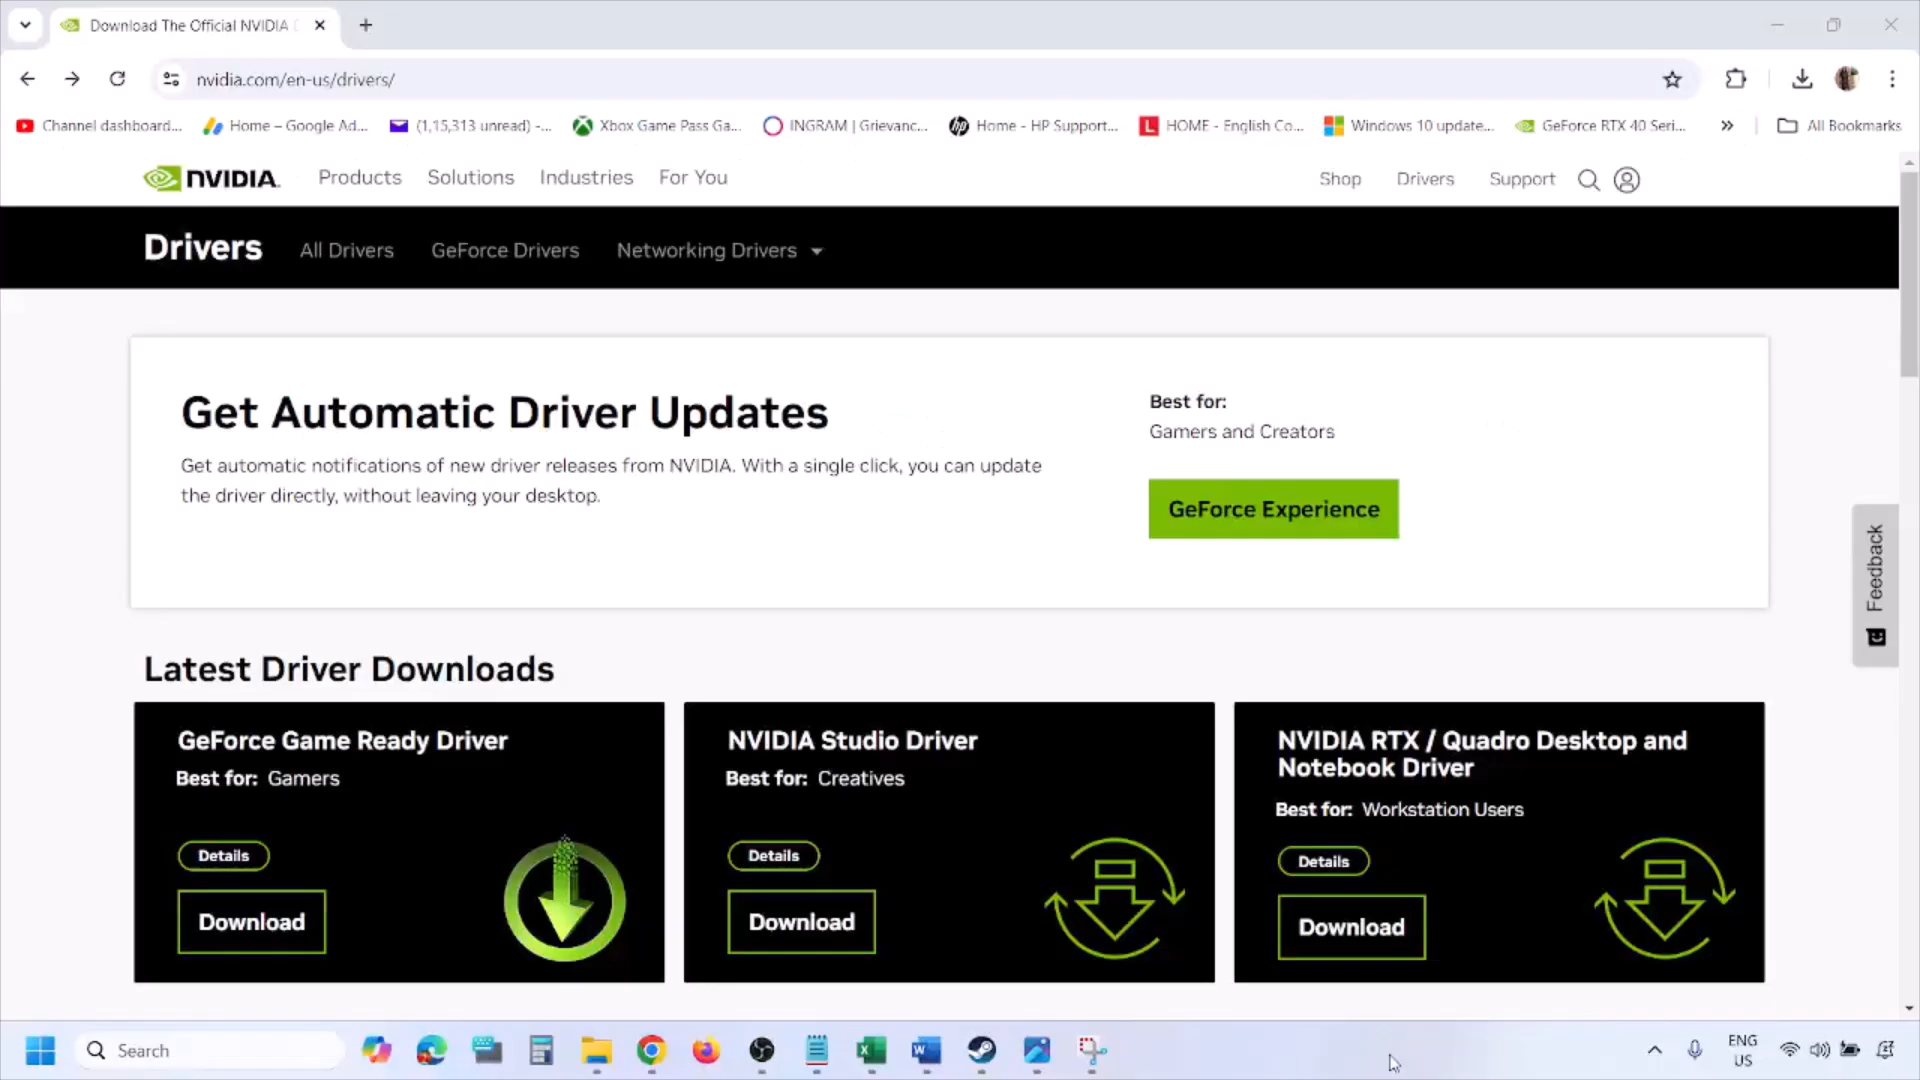 Download The Official NVIDIA
nvidia.com/en-us/drivers/
Channel dashboard...
Home – Google Ad...
(1,15,313 unread) -...
Xbox Game Pass Ga...
INGRAM | Grievanc...
Home - HP Support...
HOME - English Co...
Windows 10 update...
GeForce RTX 40 Seri...
All Bookmarks
NVIDIA.
Products
Solutions
Industries
For You
Shop
Drivers
Support
Drivers
All Drivers
GeForce Drivers
Networking Drivers
Get Automatic Driver Updates
Get automatic notifications of new driver releases from NVIDIA. With a single click, you can update
the driver directly, without leaving your desktop.
Best for:
Gamers and Creators
GeForce Experience
Feedback
Latest Driver Downloads
GeForce Game Ready Driver
Best for: Gamers
Details
Download
NVIDIA Studio Driver
Best for: Creatives
Details
Download
NVIDIA RTX / Quadro Desktop and
Notebook Driver
Best for: Workstation Users
Details
Download
Search
ENG
US